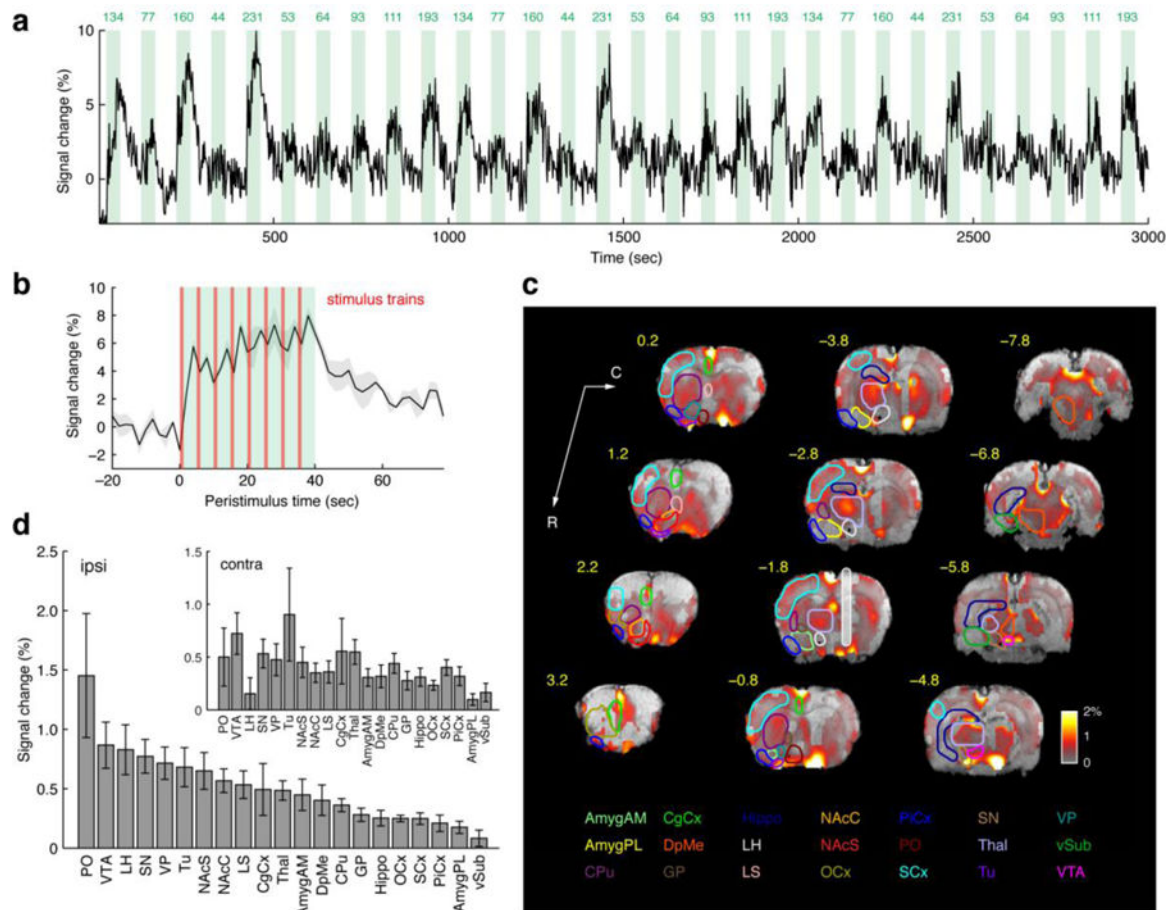 a
134 77 160 44 231 53 64 93 111 193 134 77 160 44 231 53 64 93 111 193 134 77 160 44 231 53 64 93 111 193
10
5
0
Signal change (%)
500 1000 1500 2000 2500 3000
Time (sec)
b
stimulus trains
10
8
6
4
2
0
−2
Signal change (%)
−20 0 20 40 60
Peristimulus time (sec)
c
0.2 −3.8 −7.8
C
R
1.2 −2.8 −6.8
2.2 −1.8 −5.8
3.2 −0.8 −4.8
2%
1
0
AmygAM CgCx Hippo NAcC PiCx SN VP
AmygPL DpMe LH NAcS PO Thal vSub
CPu GP LS OCx SCx Tu VTA
d
ipsi
2.5
2.0
1.5
1.0
0.5
0
Signal change (%)
PO VTA LH SN VP Tu NAcS NAcC LS CgCx Thal AmygAM DpMe CPu GP Hippo OCx SCx PiCx AmygPL vSub
contra
1.5
1.0
0.5
0
PO VTA LH SN VP Tu NAcS NAcC LS CgCx Thal AmygAM DpMe CPu GP Hippo OCx SCx PiCx AmygPL vSub